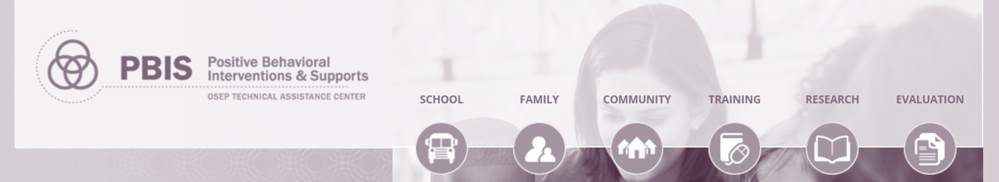 PBIS
Positive Behavioral
Interventions & Supports
OSEP TECHNICAL ASSISTANCE CENTER
SCHOOL
FAMILY
COMMUNITY
TRAINING
RESEARCH
EVALUATION